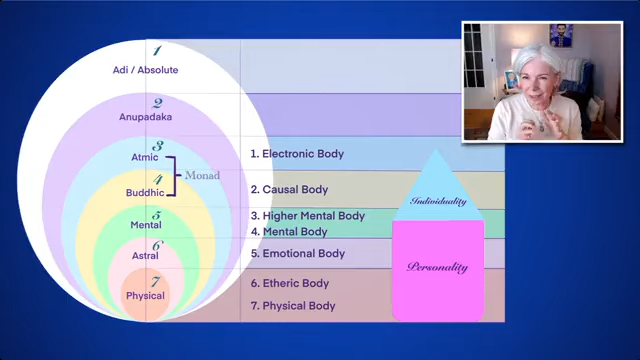 1
Adi / Absolute
2
Anupadaka
3
Atmic
4
Buddhic
Monad
5
Mental
6
Astral
7
Physical
1. Electronic Body
2. Causal Body
3. Higher Mental Body
4. Mental Body
5. Emotional Body
6. Etheric Body
7. Physical Body
Individuality
Personality